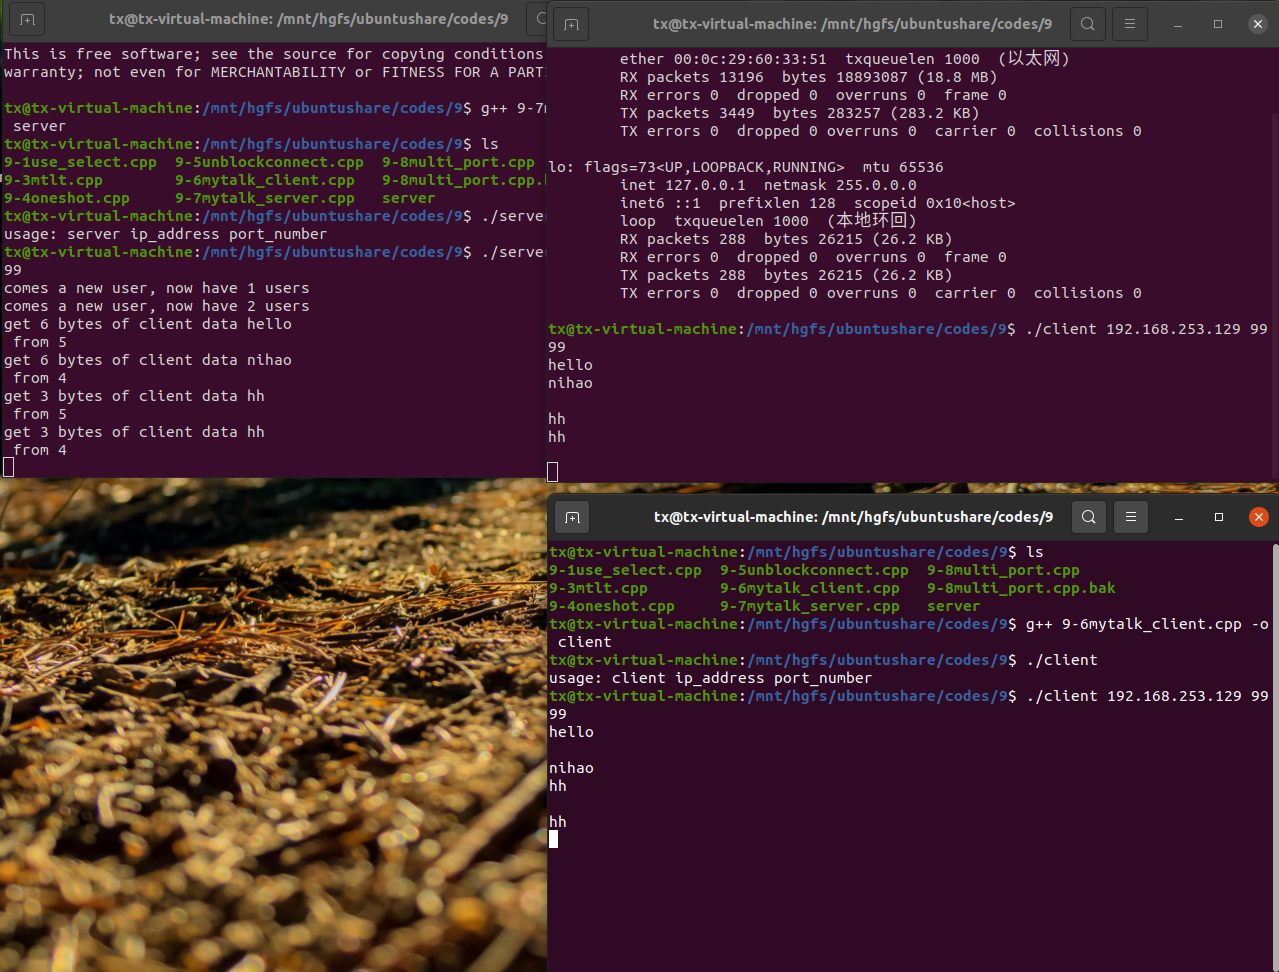 tx@tx-virtual-machine: /mnt/hgfs/ubuntushare/codes/9
This is free software; see the source for copying conditions
warranty; not even for MERCHANTABILITY or FITNESS FOR A PARTI
tx@tx-virtual-machine:/mnt/hgfs/ubuntushare/codes/9$ g++ 9-7m
server
tx@tx-virtual-machine:/mnt/hgfs/ubuntushare/codes/9$ ls
9-1use_select.cpp 9-5unblockconnect.cpp 9-8multi_port.cpp
9-3mtlt.cpp 9-6mytalk_client.cpp 9-8multi_port.cpp.b
9-4oneshot.cpp 9-7mytalk_server.cpp server
tx@tx-virtual-machine:/mnt/hgfs/ubuntushare/codes/9$ ./server
usage: server ip_address port_number
tx@tx-virtual-machine:/mnt/hgfs/ubuntushare/codes/9$ ./server
99
comes a new user, now have 1 users
comes a new user, now have 2 users
get 6 bytes of client data hello
from 5
get 6 bytes of client data nihao
from 4
get 3 bytes of client data hh
from 5
get 3 bytes of client data hh
from 4
tx@tx-virtual-machine: /mnt/hgfs/ubuntushare/codes/9
ether 00:0c:29:60:33:51 txqueuelen 1000 (以太网)
RX packets 13196 bytes 18893087 (18.8 MB)
RX errors 0 dropped 0 overruns 0 frame 0
TX packets 3449 bytes 283257 (283.2 KB)
TX errors 0 dropped 0 overruns 0 carrier 0 collisions 0
lo: flags=73<UP,LOOPBACK,RUNNING> mtu 65536
inet 127.0.0.1 netmask 255.0.0.0
inet6 ::1 prefixlen 128 scopeid 0x10<host>
loop txqueuelen 1000 (本地环回)
RX packets 288 bytes 26215 (26.2 KB)
RX errors 0 dropped 0 overruns 0 frame 0
TX packets 288 bytes 26215 (26.2 KB)
TX errors 0 dropped 0 overruns 0 carrier 0 collisions 0
tx@tx-virtual-machine:/mnt/hgfs/ubuntushare/codes/9$ ./client 192.168.253.129 99
99
hello
nihao
hh
hh
tx@tx-virtual-machine: /mnt/hgfs/ubuntushare/codes/9
tx@tx-virtual-machine:/mnt/hgfs/ubuntushare/codes/9$ ls
9-1use_select.cpp 9-5unblockconnect.cpp 9-8multi_port.cpp
9-3mtlt.cpp 9-6mytalk_client.cpp 9-8multi_port.cpp.bak
9-4oneshot.cpp 9-7mytalk_server.cpp server
tx@tx-virtual-machine:/mnt/hgfs/ubuntushare/codes/9$ g++ 9-6mytalk_client.cpp -o
client
tx@tx-virtual-machine:/mnt/hgfs/ubuntushare/codes/9$ ./client
usage: client ip_address port_number
tx@tx-virtual-machine:/mnt/hgfs/ubuntushare/codes/9$ ./client 192.168.253.129 99
99
hello
nihao
hh
hh